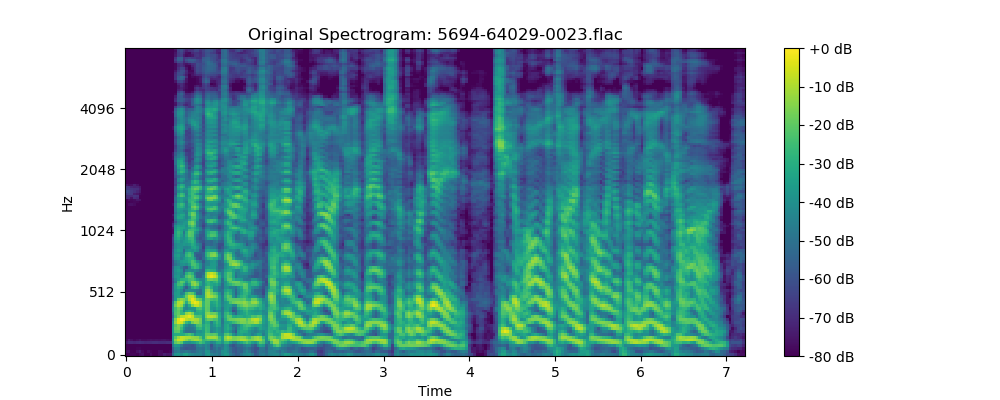 Original Spectrogram: 5694-64029-0023.flac
Hz
4096
2048
1024
512
0
0 1 2 3 4 5 6 7
Time
+0 dB
-10 dB
-20 dB
-30 dB
-40 dB
-50 dB
-60 dB
-70 dB
-80 dB